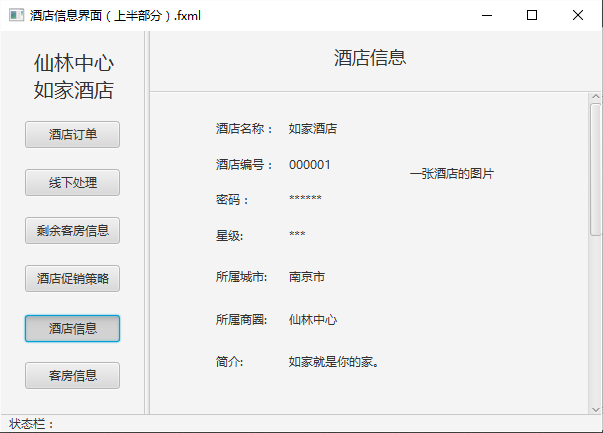 酒店信息界面（上半部分）.fxml
仙林中心
如家酒店
酒店订单
线下处理
剩余客房信息
酒店促销策略
酒店信息
客房信息
酒店信息
酒店名称： 如家酒店
酒店编号： 000001
一张酒店的图片
密码： ******
星级: ***
所属城市: 南京市
所属商圈: 仙林中心
简介: 如家就是你的家。
状态栏：